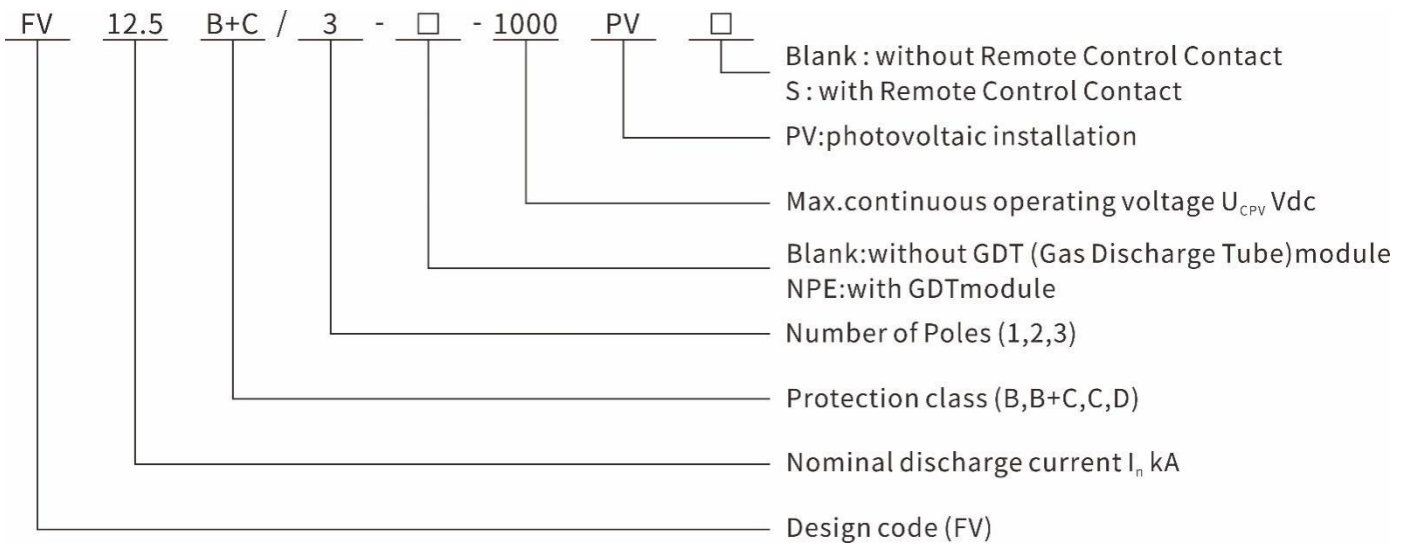 FV 12.5 B+C / 3 - □ - 1000 PV □
Blank : without Remote Control Contact
S : with Remote Control Contact
PV:photovoltaic installation
Max.continuous operating voltage UCPV Vdc
Blank:without GDT (Gas Discharge Tube)module
NPE:with GDTmodule
Number of Poles (1,2,3)
Protection class (B,B+C,C,D)
Nominal discharge current In kA
Design code (FV)